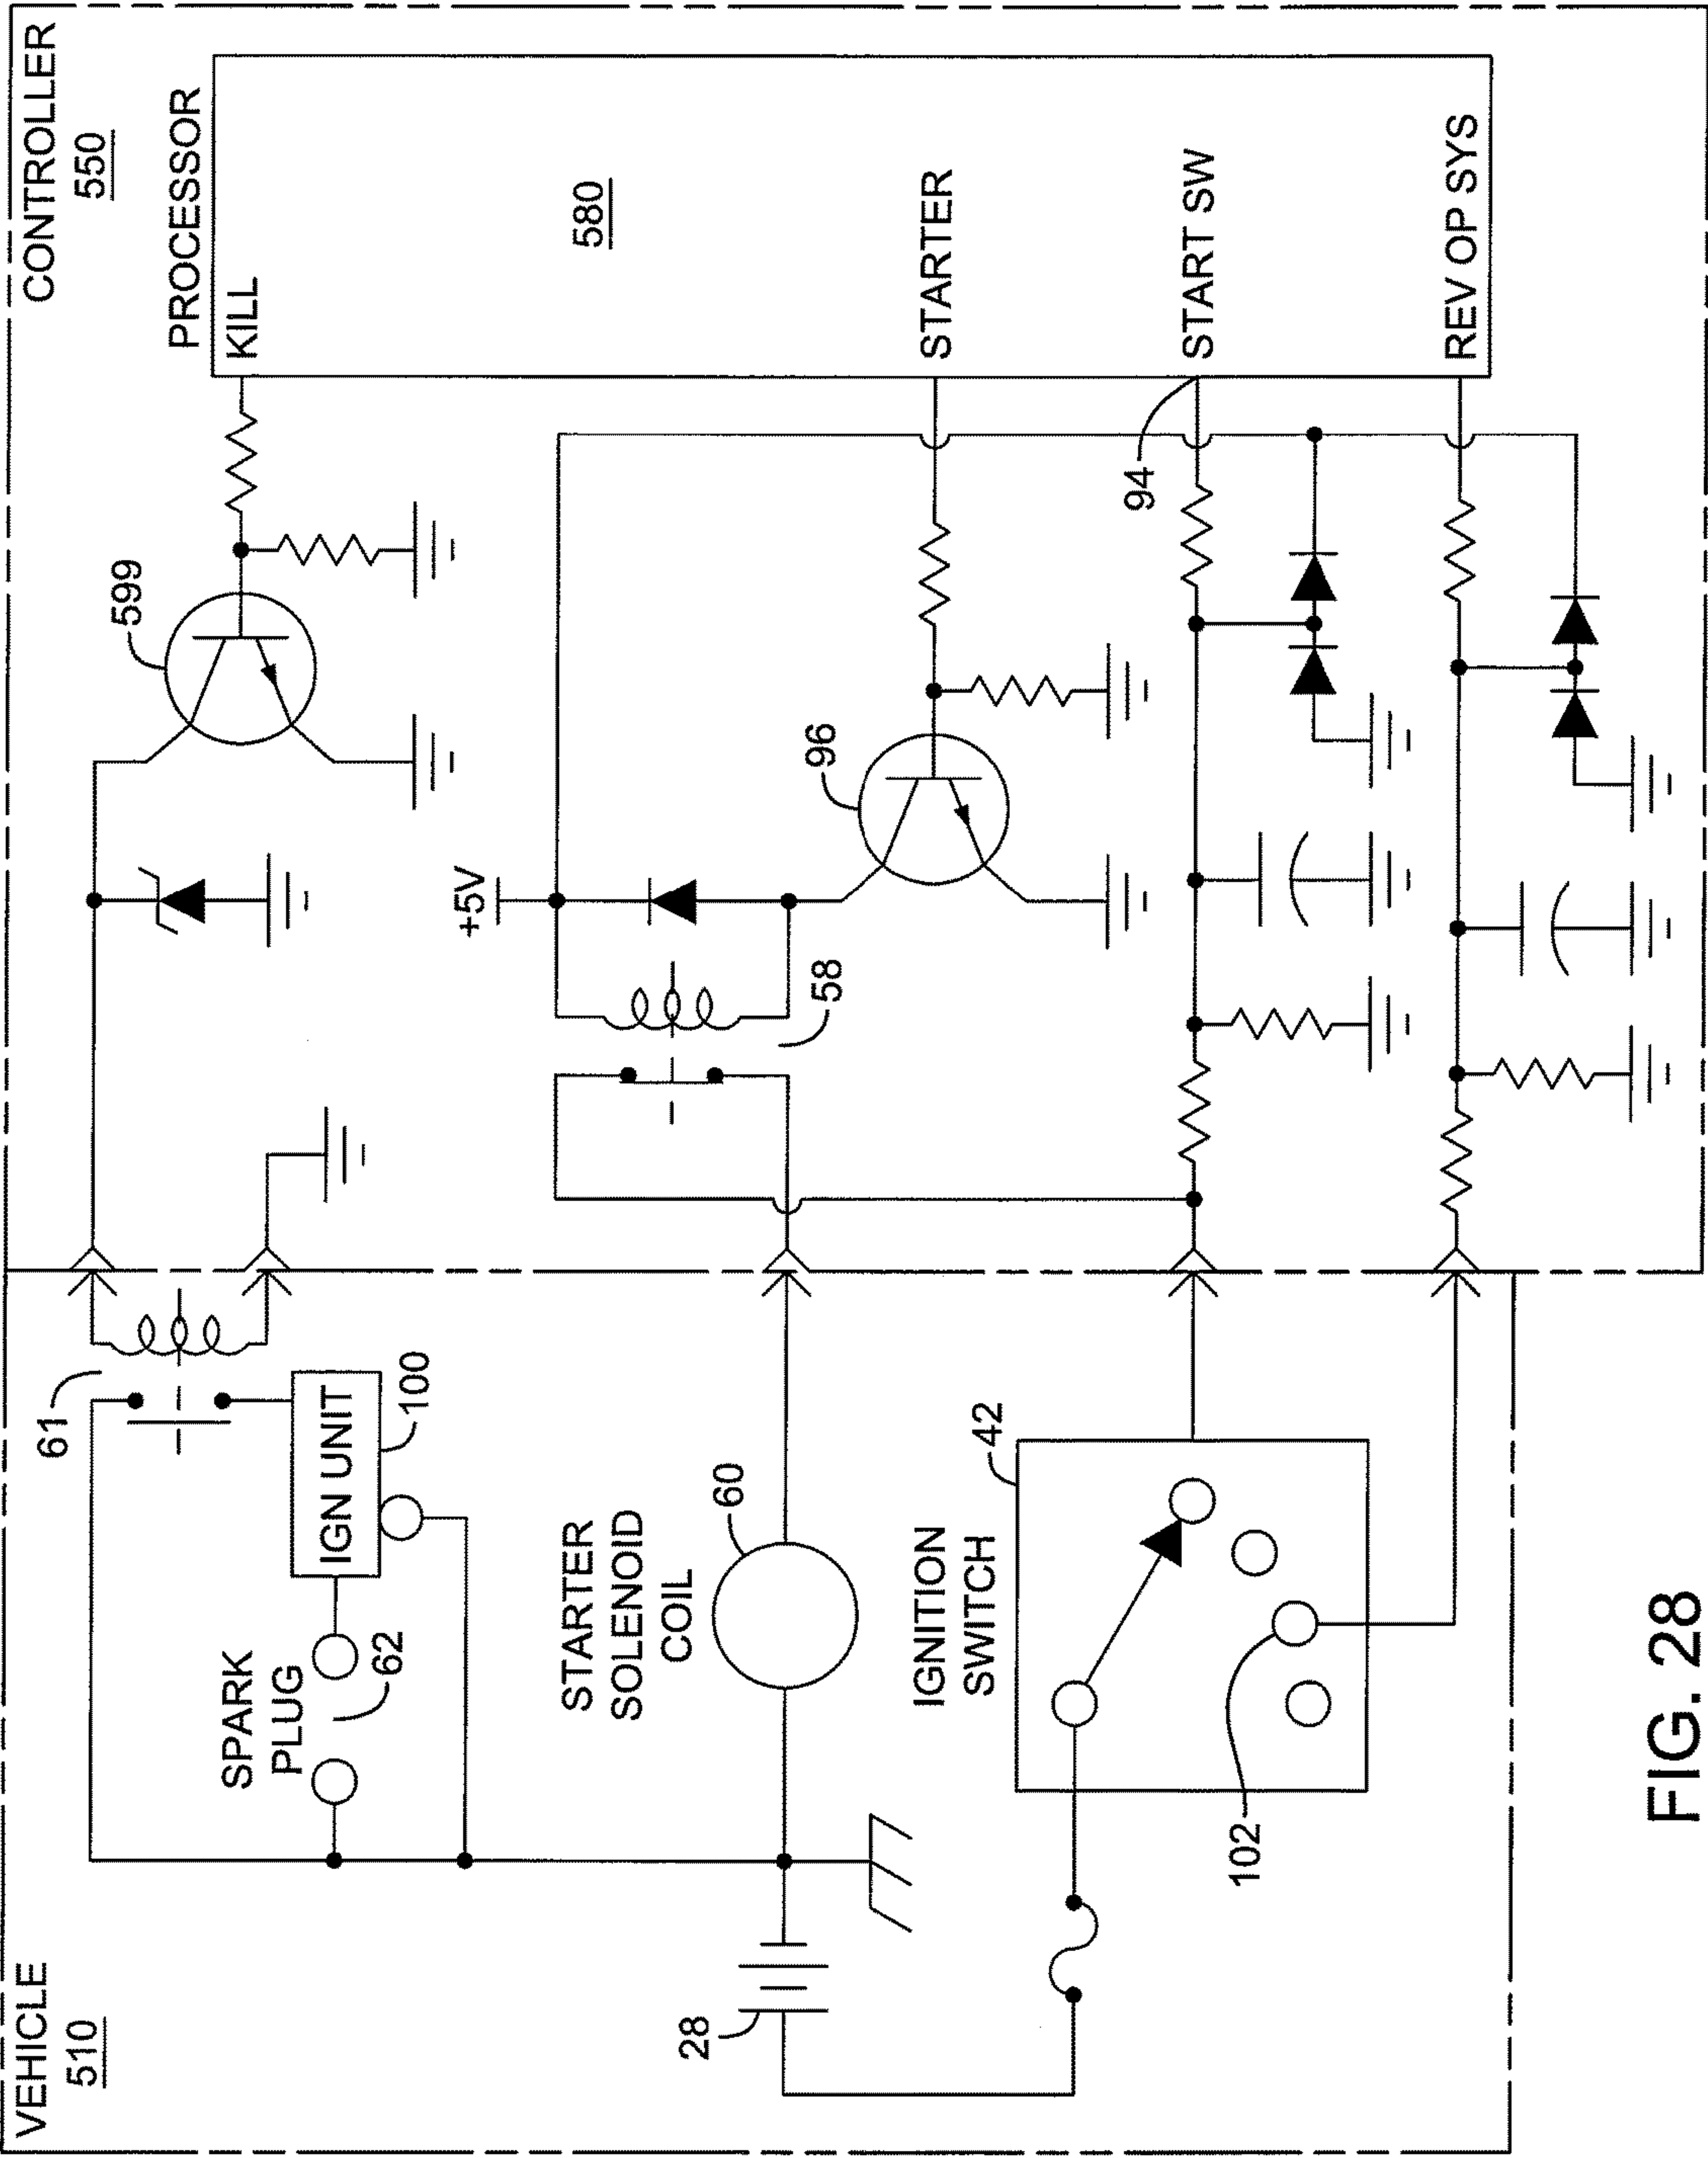 VEHICLE
510
CONTROLLER
550
PROCESSOR
KILL
580
STARTER
START SW
REV OP SYS
599
+5V
96
94
58
61
IGN UNIT
100
SPARK
PLUG
62
STARTER
SOLENOID
COIL
60
28
IGNITION
SWITCH
42
102
FIG. 28